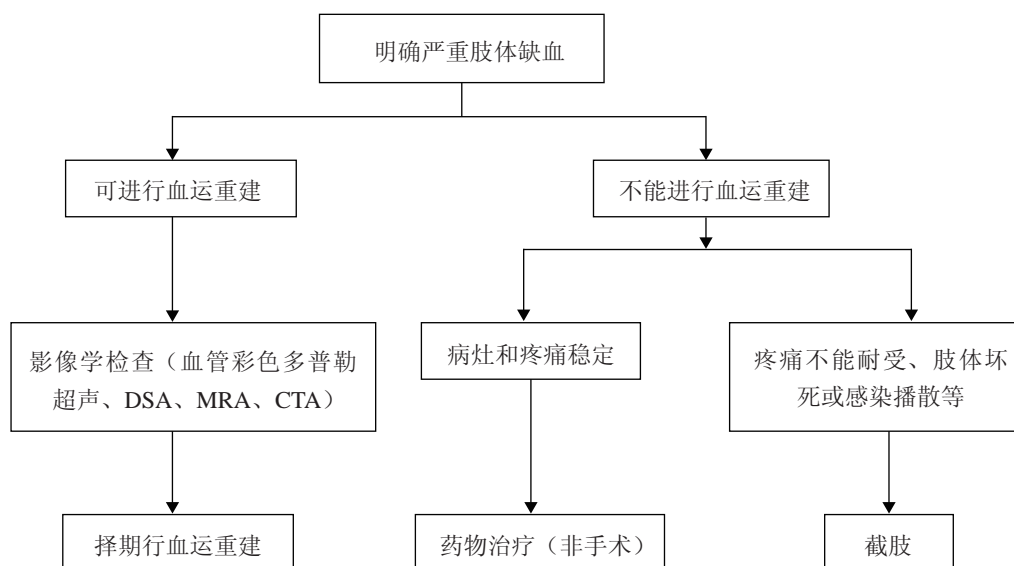 明确严重肢体缺血
可进行血运重建
不能进行血运重建
影像学检查（血管彩色多普勒
超声、DSA、MRA、CTA）
病灶和疼痛稳定
疼痛不能耐受、肢体坏
死或感染播散等
择期行血运重建
药物治疗（非手术）
截肢